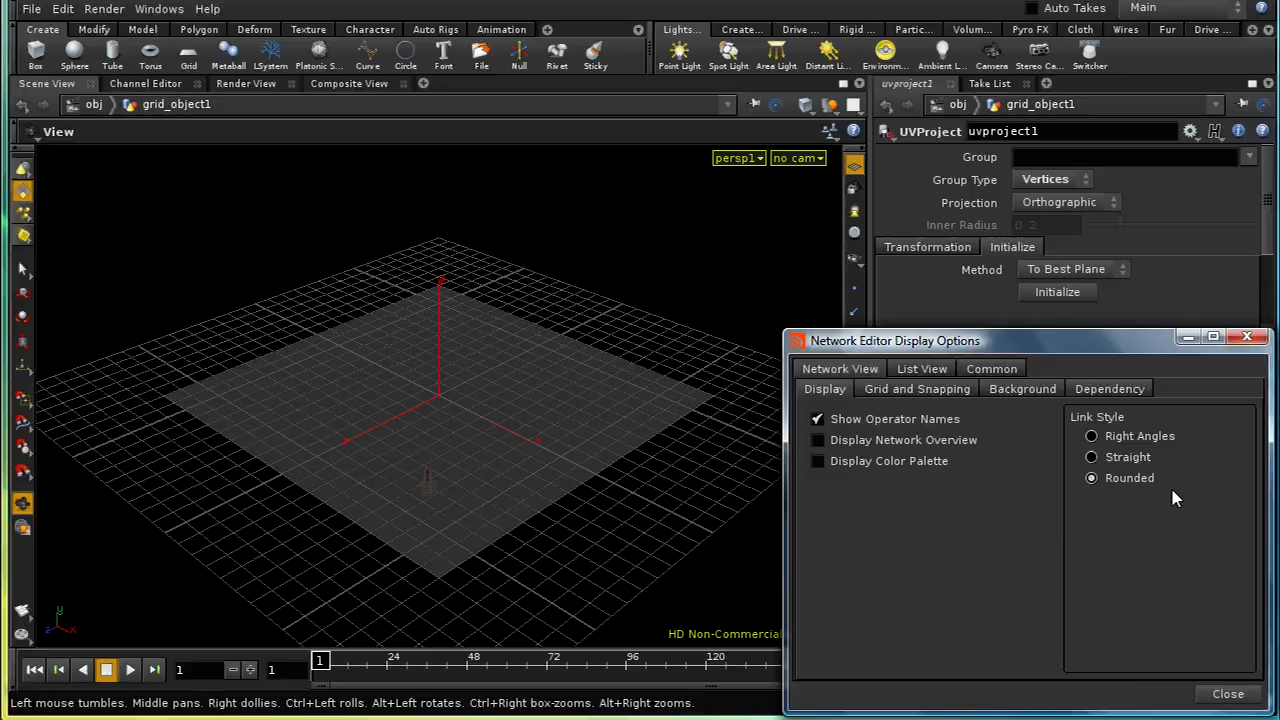 File Edit Render Windows Help Auto Takes Main
Create Modify Model Polygon Deform Texture Character Auto Rigs Animation Lights... Create... Drive ... Rigid ... Partic... Volum... Pyro FX Cloth Wires Fur Drive ...
Box Sphere Tube Torus Grid Metaball LSystem Platonic S... Curve Circle Font File Null Rivet Sticky Point Light Spot Light Area Light Distant Li... Environm... Ambient L... Camera Stereo Ca... Switcher
Scene View Channel Editor Render View Composite View uvproject1 Take List
obj grid_object1 obj grid_object1
View UVProject uvproject1
persp1 no cam
Group
Group Type Vertices
Projection Orthographic
Inner Radius 0.2
Transformation Initialize
Method To Best Plane
Initialize
Network Editor Display Options
Network View List View Common
Display Grid and Snapping Background Dependency
Show Operator Names
Display Network Overview
Display Color Palette
Link Style
Right Angles
Straight
Rounded
y
z x
HD Non-Commercial
1 1 1 24 48 72 96 120
Close
Left mouse tumbles. Middle pans. Right dollies. Ctrl+Left rolls. Alt+Left rotates. Ctrl+Right box-zooms. Alt+Right zooms.